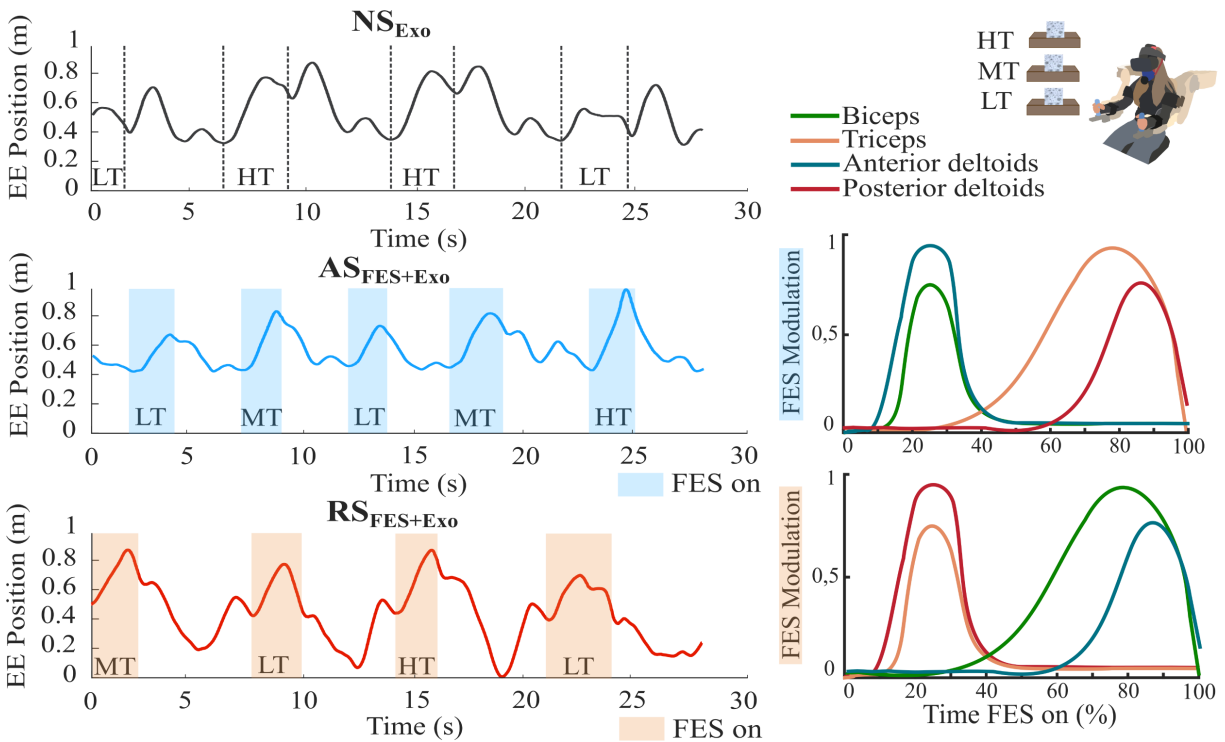 NS_Exo
EE Position (m)
1
0.8
0.6
0.4
0.2
0
LT
HT
HT
LT
0 5 10 15 20 25 30
Time (s)
HT
MT
LT
Biceps
Triceps
Anterior deltoids
Posterior deltoids
AS_FES+Exo
EE Position (m)
1
0.8
0.6
0.4
0.2
0
LT
MT
LT
MT
HT
0 5 10 15 20 25 30
Time (s)
FES on
FES Modulation
1
0,5
0
0 20 40 60 80 100
RS_FES+Exo
EE Position (m)
1
0.8
0.6
0.4
0.2
0
MT
LT
HT
LT
0 5 10 15 20 25 30
Time (s)
FES on
FES Modulation
1
0,5
0
0 20 40 60 80 100
Time FES on (%)